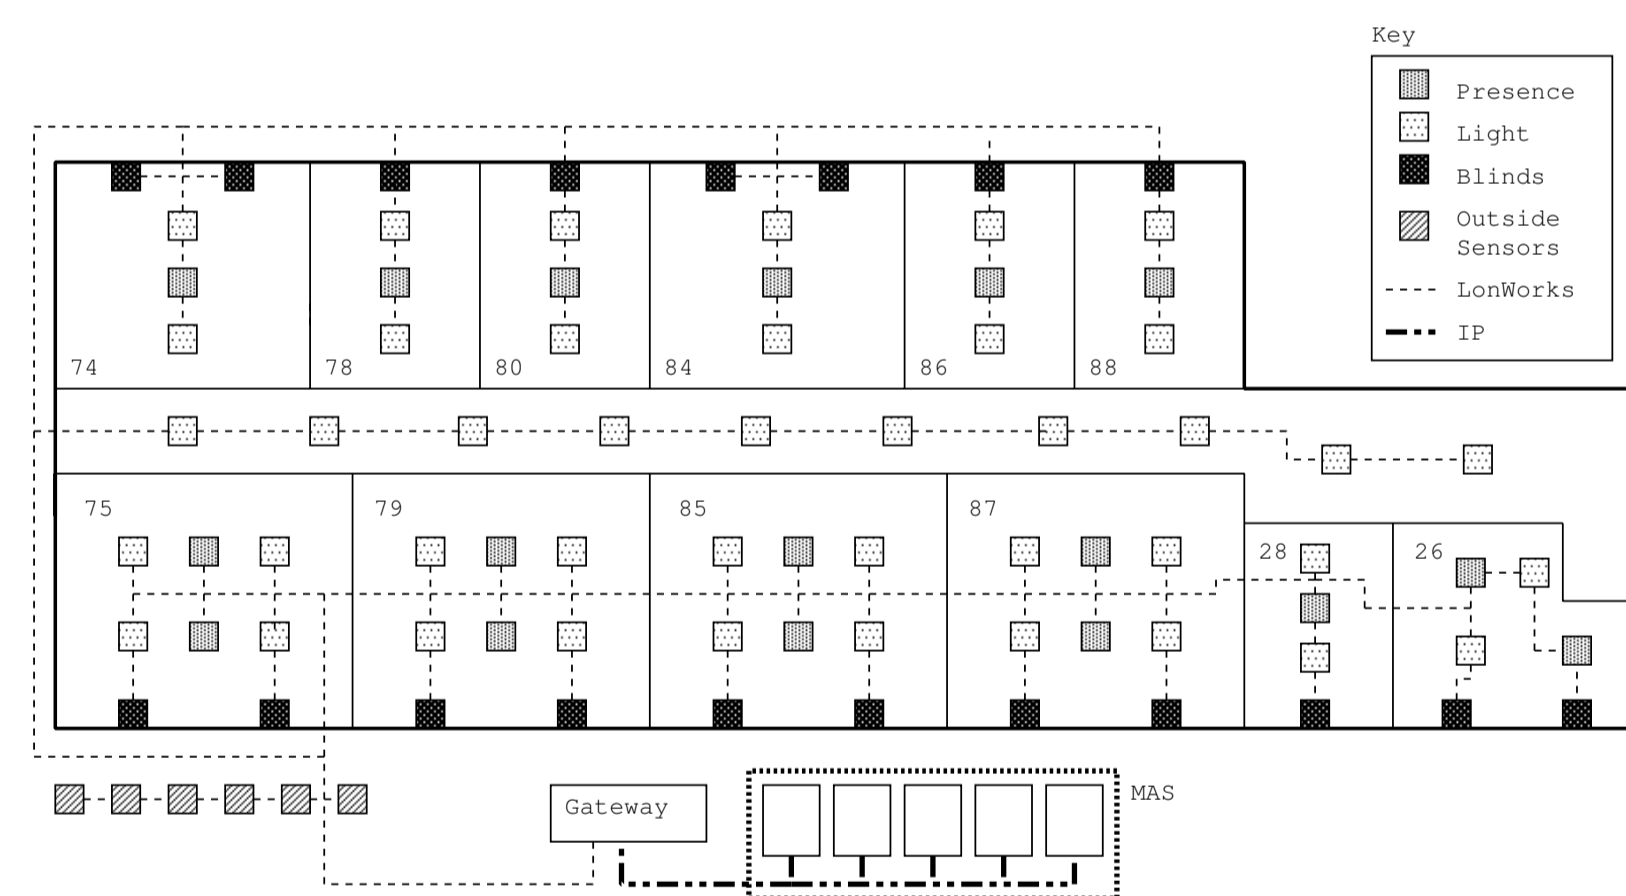 Key
Presence
Light
Blinds
Outside
Sensors
LonWorks
IP
74
78
80
84
86
88
75
79
85
87
28
26
Gateway
MAS